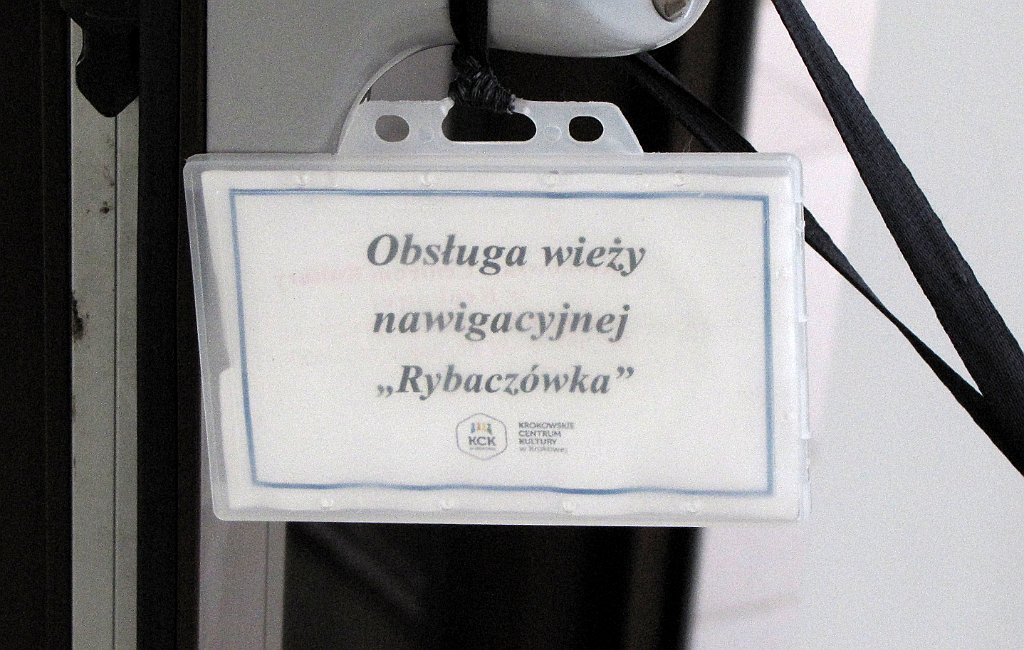 Obsługa wieży
nawigacyjnej
„Rybaczówka”
KCK
KROKOWSKIE
CENTRUM
KULTURY
w Krokowej